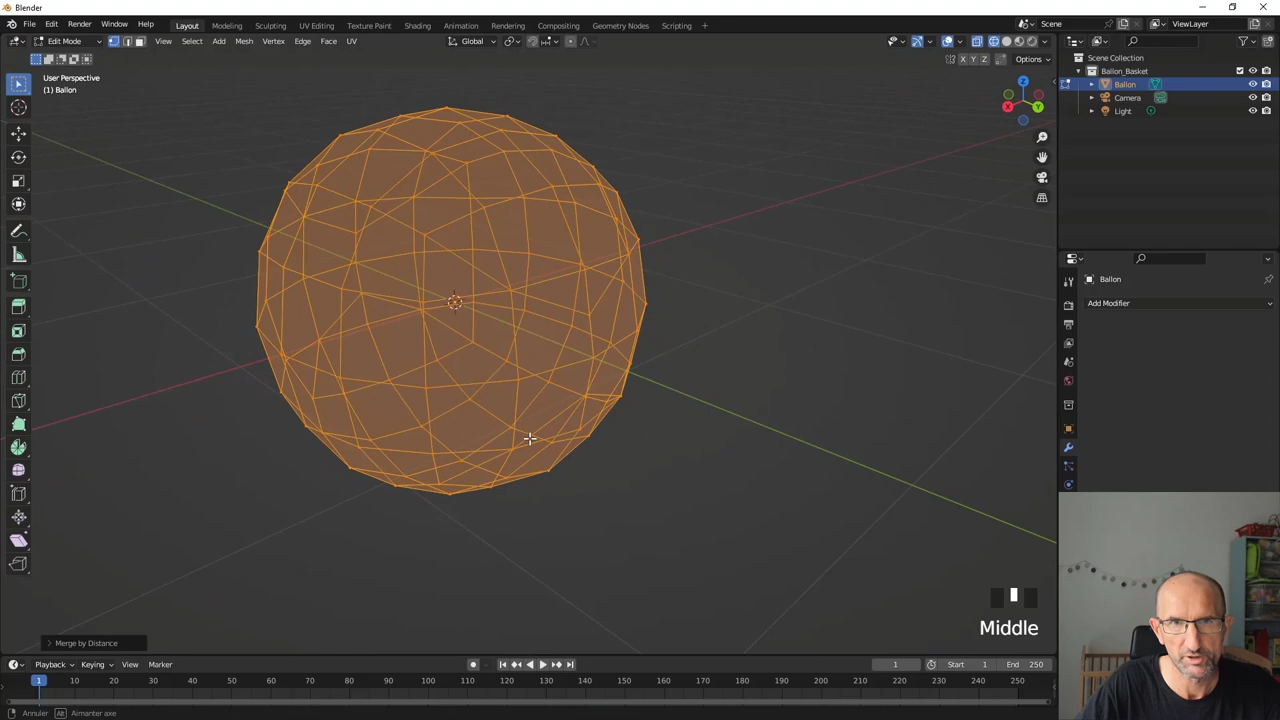 Blender
File Edit Render Window Help Layout Modeling Sculpting UV Editing Texture Paint Shading Animation Rendering Compositing Geometry Nodes Scripting + Scene ViewLayer
Edit Mode View Select Add Mesh Vertex Edge Face UV Global
X Y Z Options
User Perspective
(1) Ballon
Z
X Y
Scene Collection
Ballon_Basket
Ballon
Camera
Light
Ballon
Add Modifier
Middle
Merge by Distance
Playback Keying View Marker 1 Start 1 End 250
1 10 20 30 40 50 60 70 80 90 100 110 120 130 140 150 160 170 180 190 200 210 220 230 240 250
Annuler Alt Aimanter axe